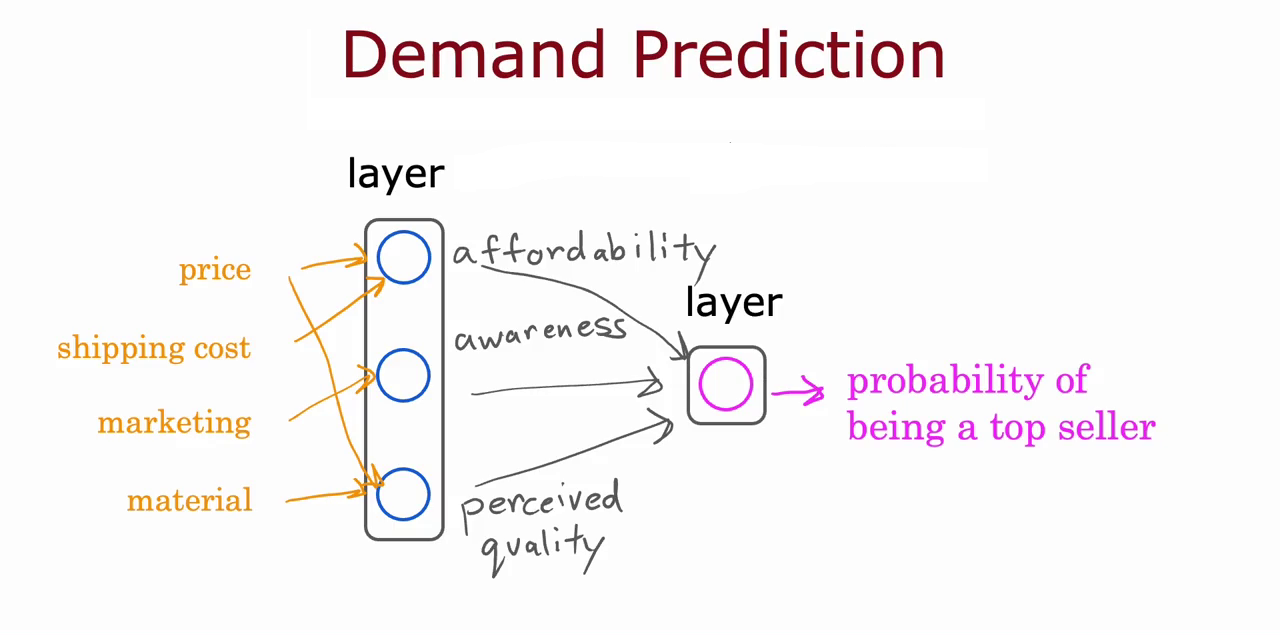 Demand Prediction
layer
affordability
price
layer
awareness
shipping cost
probability of
being a top seller
marketing
material
perceived
quality